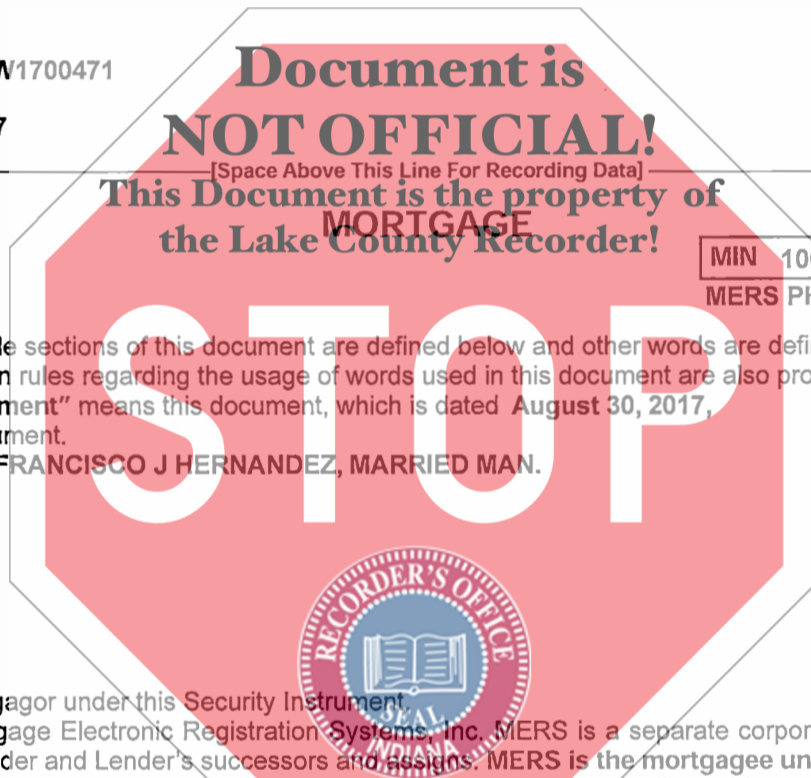 W1700471
Document is
7
NOT OFFICIAL!
[Space Above This Line For Recording Data]
This Document is the property of
MORTGAGE
the Lake County Recorder!
MIN 10
MERS PH
le sections of this document are defined below and other words are defi
n rules regarding the usage of words used in this document are also pro
ment" means this document, which is dated August 30, 2017,
ment.
FRANCISCO J HERNANDEZ, MARRIED MAN.
STOP
RECORDER'S OFFICE
SEAL
INDIANA
gagor under this Security Instrument.
gage Electronic Registration Systems, Inc. MERS is a separate corpor
der and Lender's successors and assigns. MERS is the mortgagee un